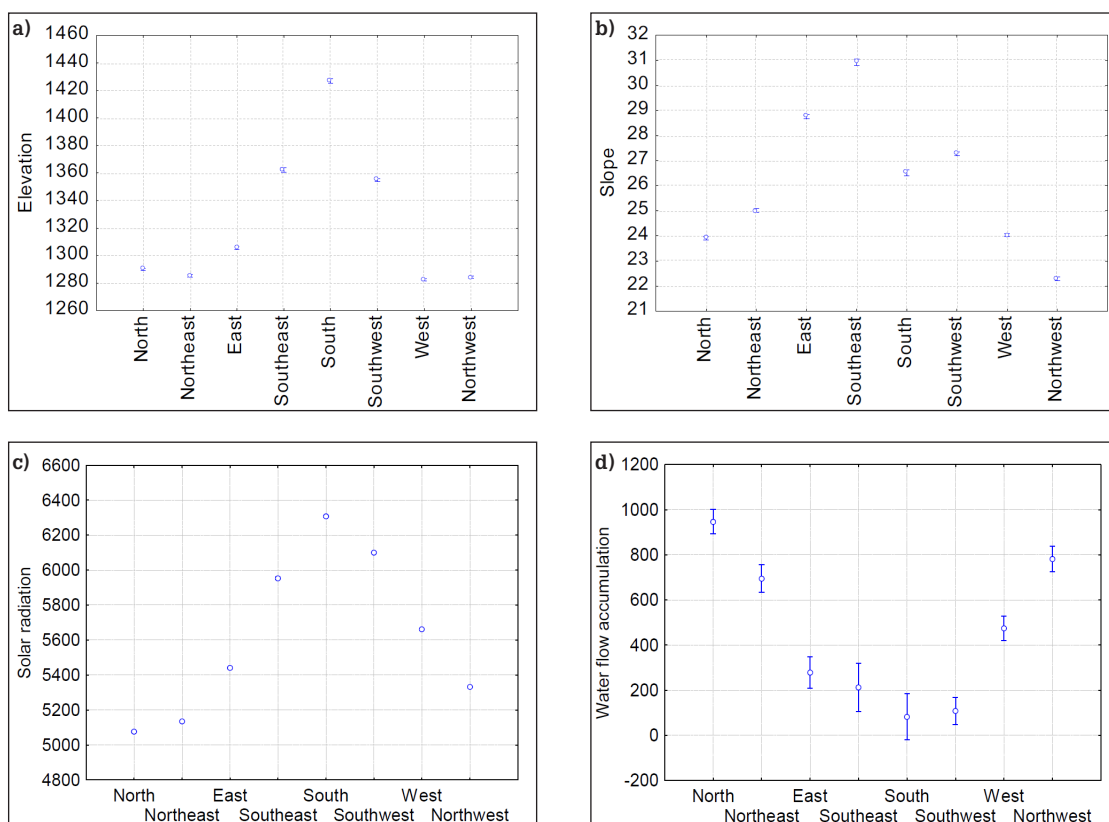 a)
Elevation
1460
1440
1420
1400
1380
1360
1340
1320
1300
1280
1260
North
Northeast
East
Southeast
South
Southwest
West
Northwest
b)
Slope
32
31
30
29
28
27
26
25
24
23
22
21
North
Northeast
East
Southeast
South
Southwest
West
Northwest
c)
Solar radiation
6600
6400
6200
6000
5800
5600
5400
5200
5000
4800
North East South West
Northeast Southeast Southwest Northwest
d)
Water flow accumulation
1200
1000
800
600
400
200
0
-200
North East South West
Northeast Southeast Southwest Northwest